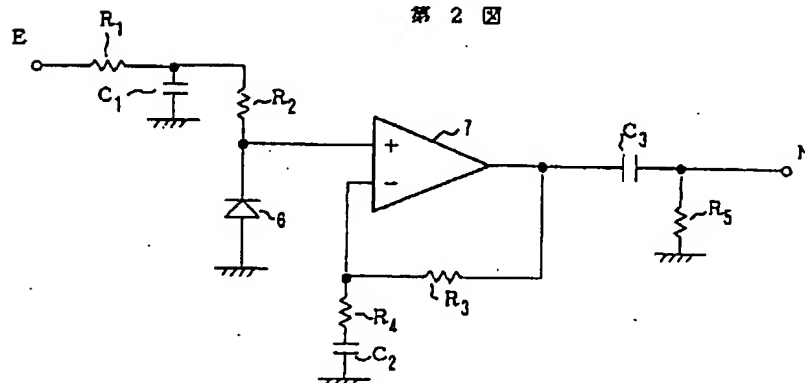 第 2 図
E
R₁
C₁
R₂
6
+
-
7
C₃
N
R₅
R₃
R₄
C₂